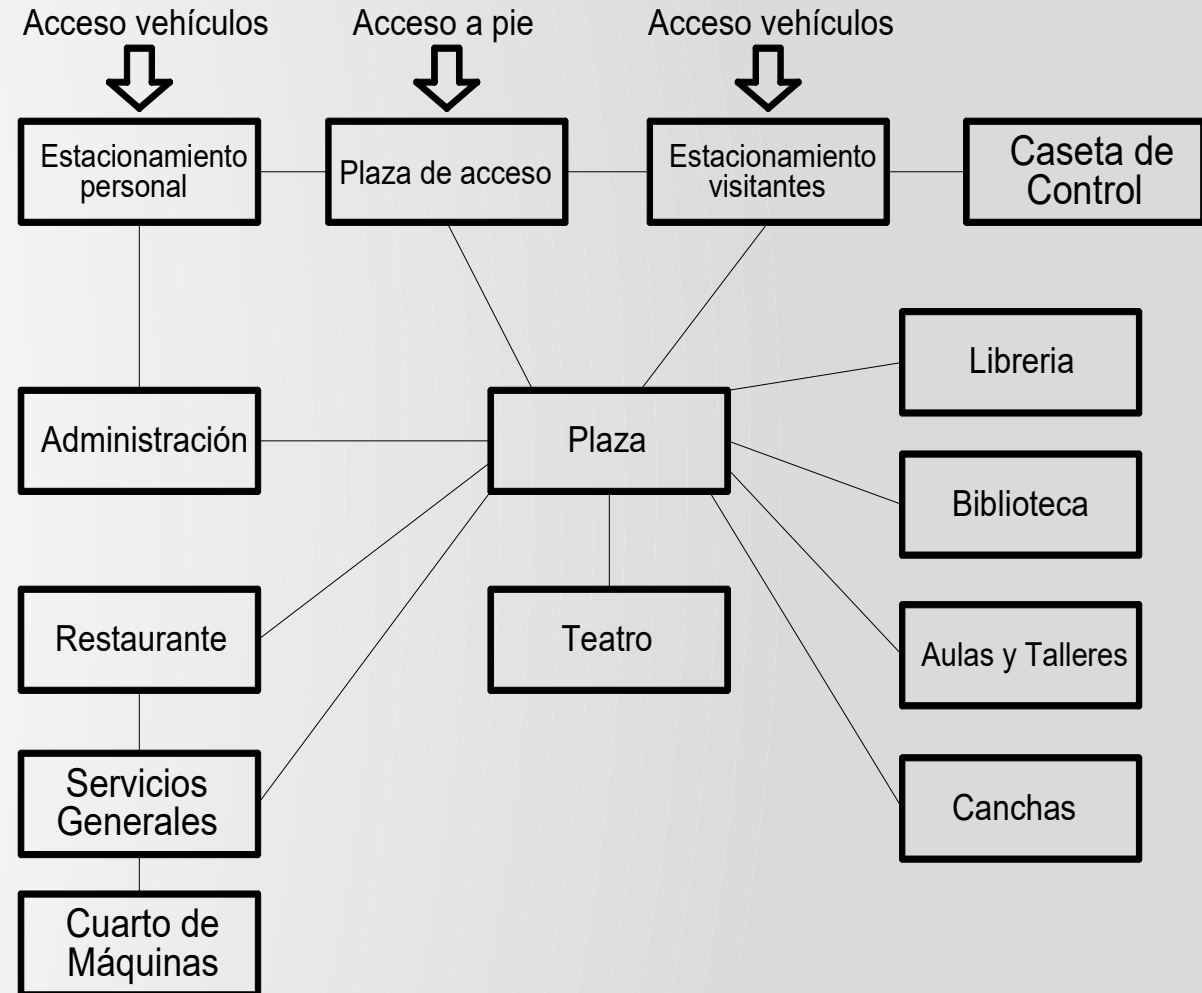 Acceso vehículos
Acceso a pie
Acceso vehículos
Estacionamiento
personal
Plaza de acceso
Estacionamiento
visitantes
Caseta de
Control
Libreria
Administración
Plaza
Biblioteca
Restaurante
Teatro
Aulas y Talleres
Servicios
Generales
Canchas
Cuarto de
Máquinas